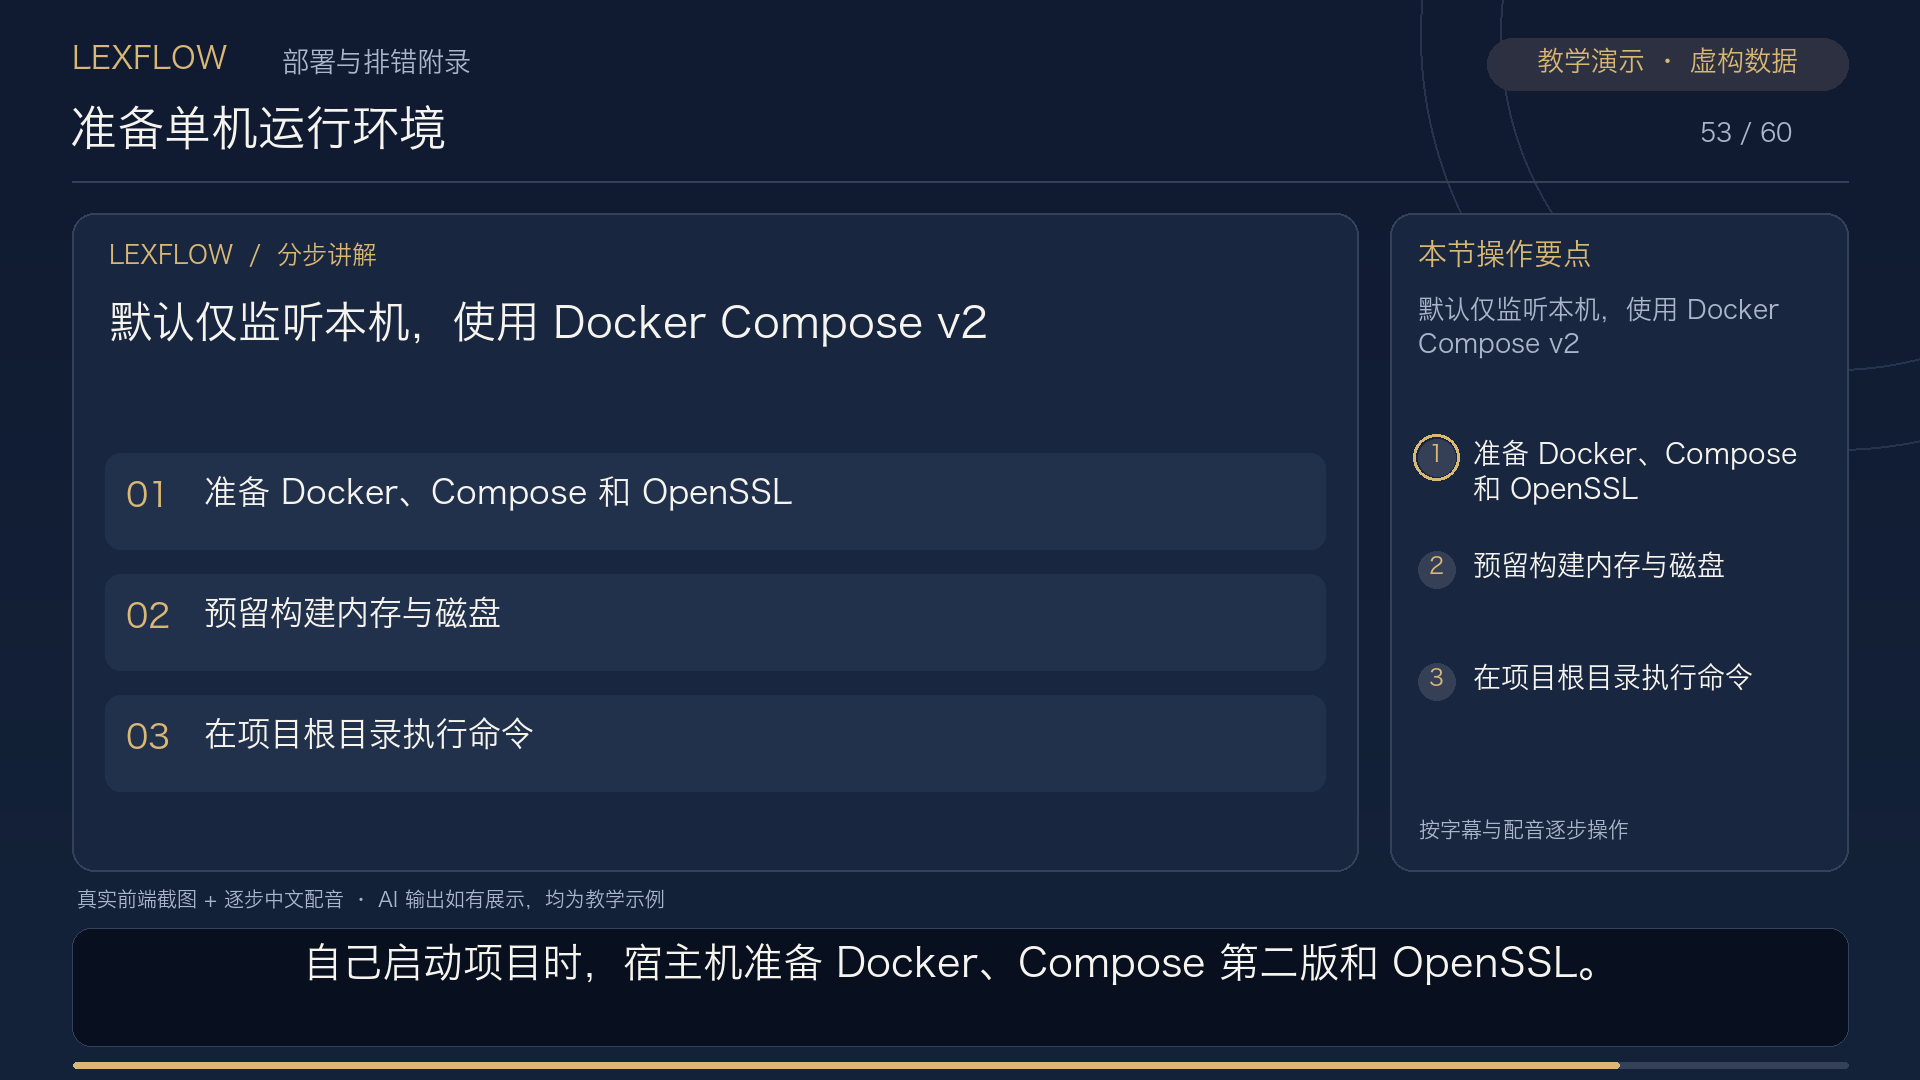 LEXFLOW 部署与排错附录
教学演示 · 虚构数据
准备单机运行环境
53 / 60
LEXFLOW / 分步讲解
默认仅监听本机，使用 Docker Compose v2
01 准备 Docker、Compose 和 OpenSSL
02 预留构建内存与磁盘
03 在项目根目录执行命令
本节操作要点
默认仅监听本机，使用 Docker
Compose v2
1 准备 Docker、Compose
和 OpenSSL
2 预留构建内存与磁盘
3 在项目根目录执行命令
按字幕与配音逐步操作
真实前端截图 + 逐步中文配音 · AI 输出如有展示，均为教学示例
自己启动项目时，宿主机准备 Docker、Compose 第二版和 OpenSSL。